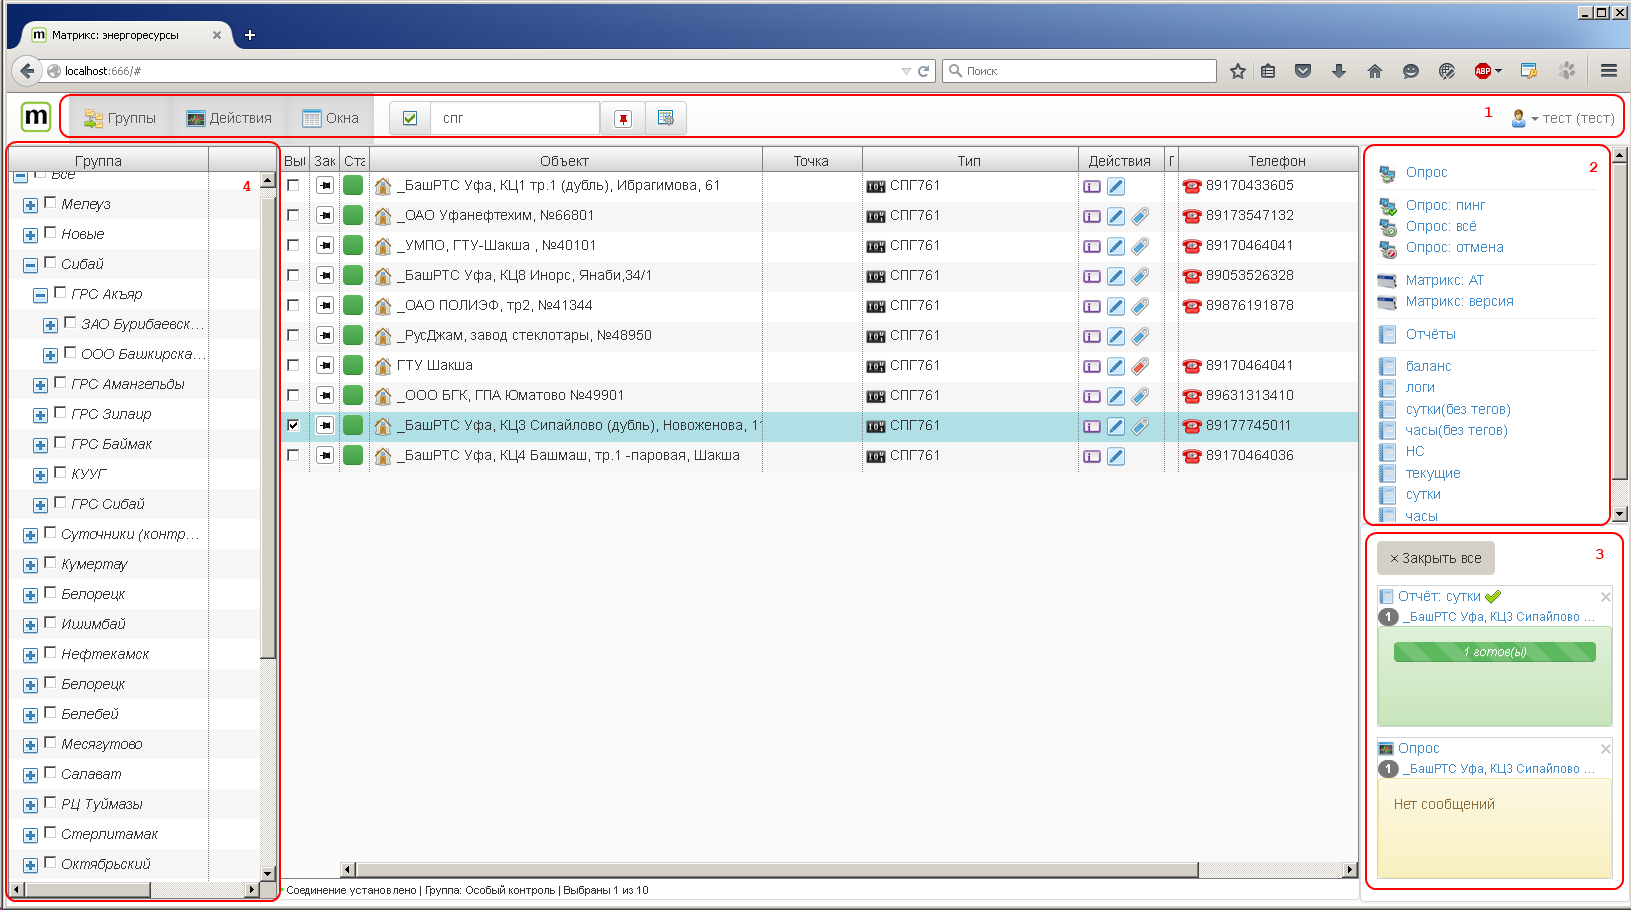 Матрикс: энергоресурсы
localhost:666/#
Поиск
ABP
m
Группы
Действия
Окна
спг
1
тест (тест)
Группа
4
Все
Мелеуз
Новые
Сибай
ГРС Акъяр
ЗАО Бурибаевск...
ООО Башкирска...
ГРС Амангельды
ГРС Зилаир
ГРС Баймак
КУУГ
ГРС Сибай
Суточники (контр...
Кумертау
Белорецк
Ишимбай
Нефтекамск
Белорецк
Белебей
Месягутово
Салават
РЦ Туймазы
Стерлитамак
Октябрьский
Выб Зак Ста Объект Точка Тип Действия П Телефон
_БашРТС Уфа, КЦ1 тр.1 (дубль), Ибрагимова, 61 СПГ761 89170433605
_ОАО Уфанефтехим, №66801 СПГ761 89173547132
_УМПО, ГТУ-Шакша , №40101 СПГ761 89170464041
_БашРТС Уфа, КЦ8 Инорс, Янаби,34/1 СПГ761 89053526328
_ОАО ПОЛИЭФ, тр2, №41344 СПГ761 89876191878
_РусДжам, завод стеклотары, №48950 СПГ761
ГТУ Шакша СПГ761 89170464041
_ООО БГК, ГПА Юматово №49901 СПГ761 89631313410
_БашРТС Уфа, КЦ3 Сипайлово (дубль), Новоженова, 11 СПГ761 89177745011
_БашРТС Уфа, КЦ4 Башмаш, тр.1 -паровая, Шакша СПГ761 89170464036
Соединение установлено | Группа: Особый контроль | Выбраны 1 из 10
2
Опрос
Опрос: пинг
Опрос: всё
Опрос: отмена
Матрикс: AT
Матрикс: версия
Отчёты
баланс
логи
сутки(без тегов)
часы(без тегов)
НС
текущие
сутки
часы
3
× Закрыть все
Отчёт: сутки
1 _БашРТС Уфа, КЦ3 Сипайлово ...
1 готов(ы)
Опрос
1 _БашРТС Уфа, КЦ3 Сипайлово ...
Нет сообщений